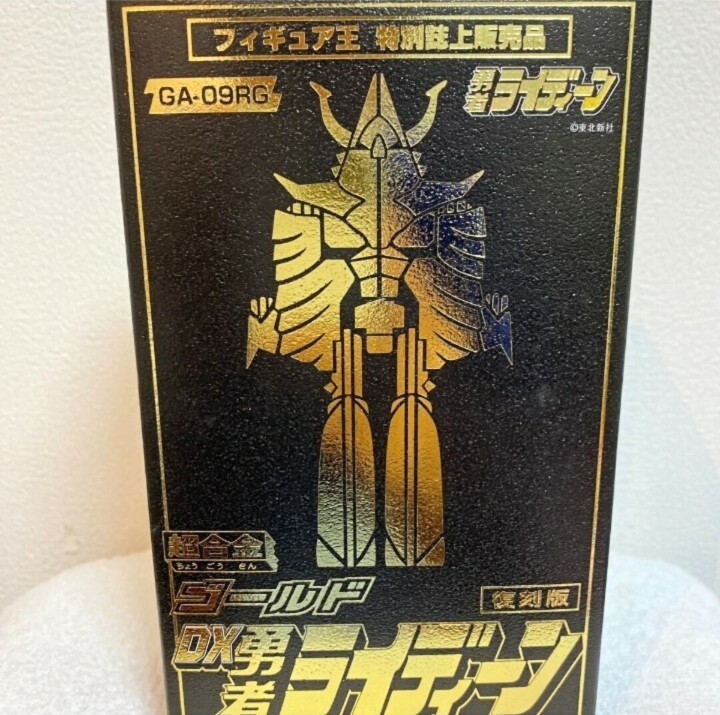 フィギュア王 特別誌上販売品
GA-09RG
勇者ライディーン
©東北新社
超合金
ちょう ごう きん
ゴールド
復刻版
DX勇者ライディーン